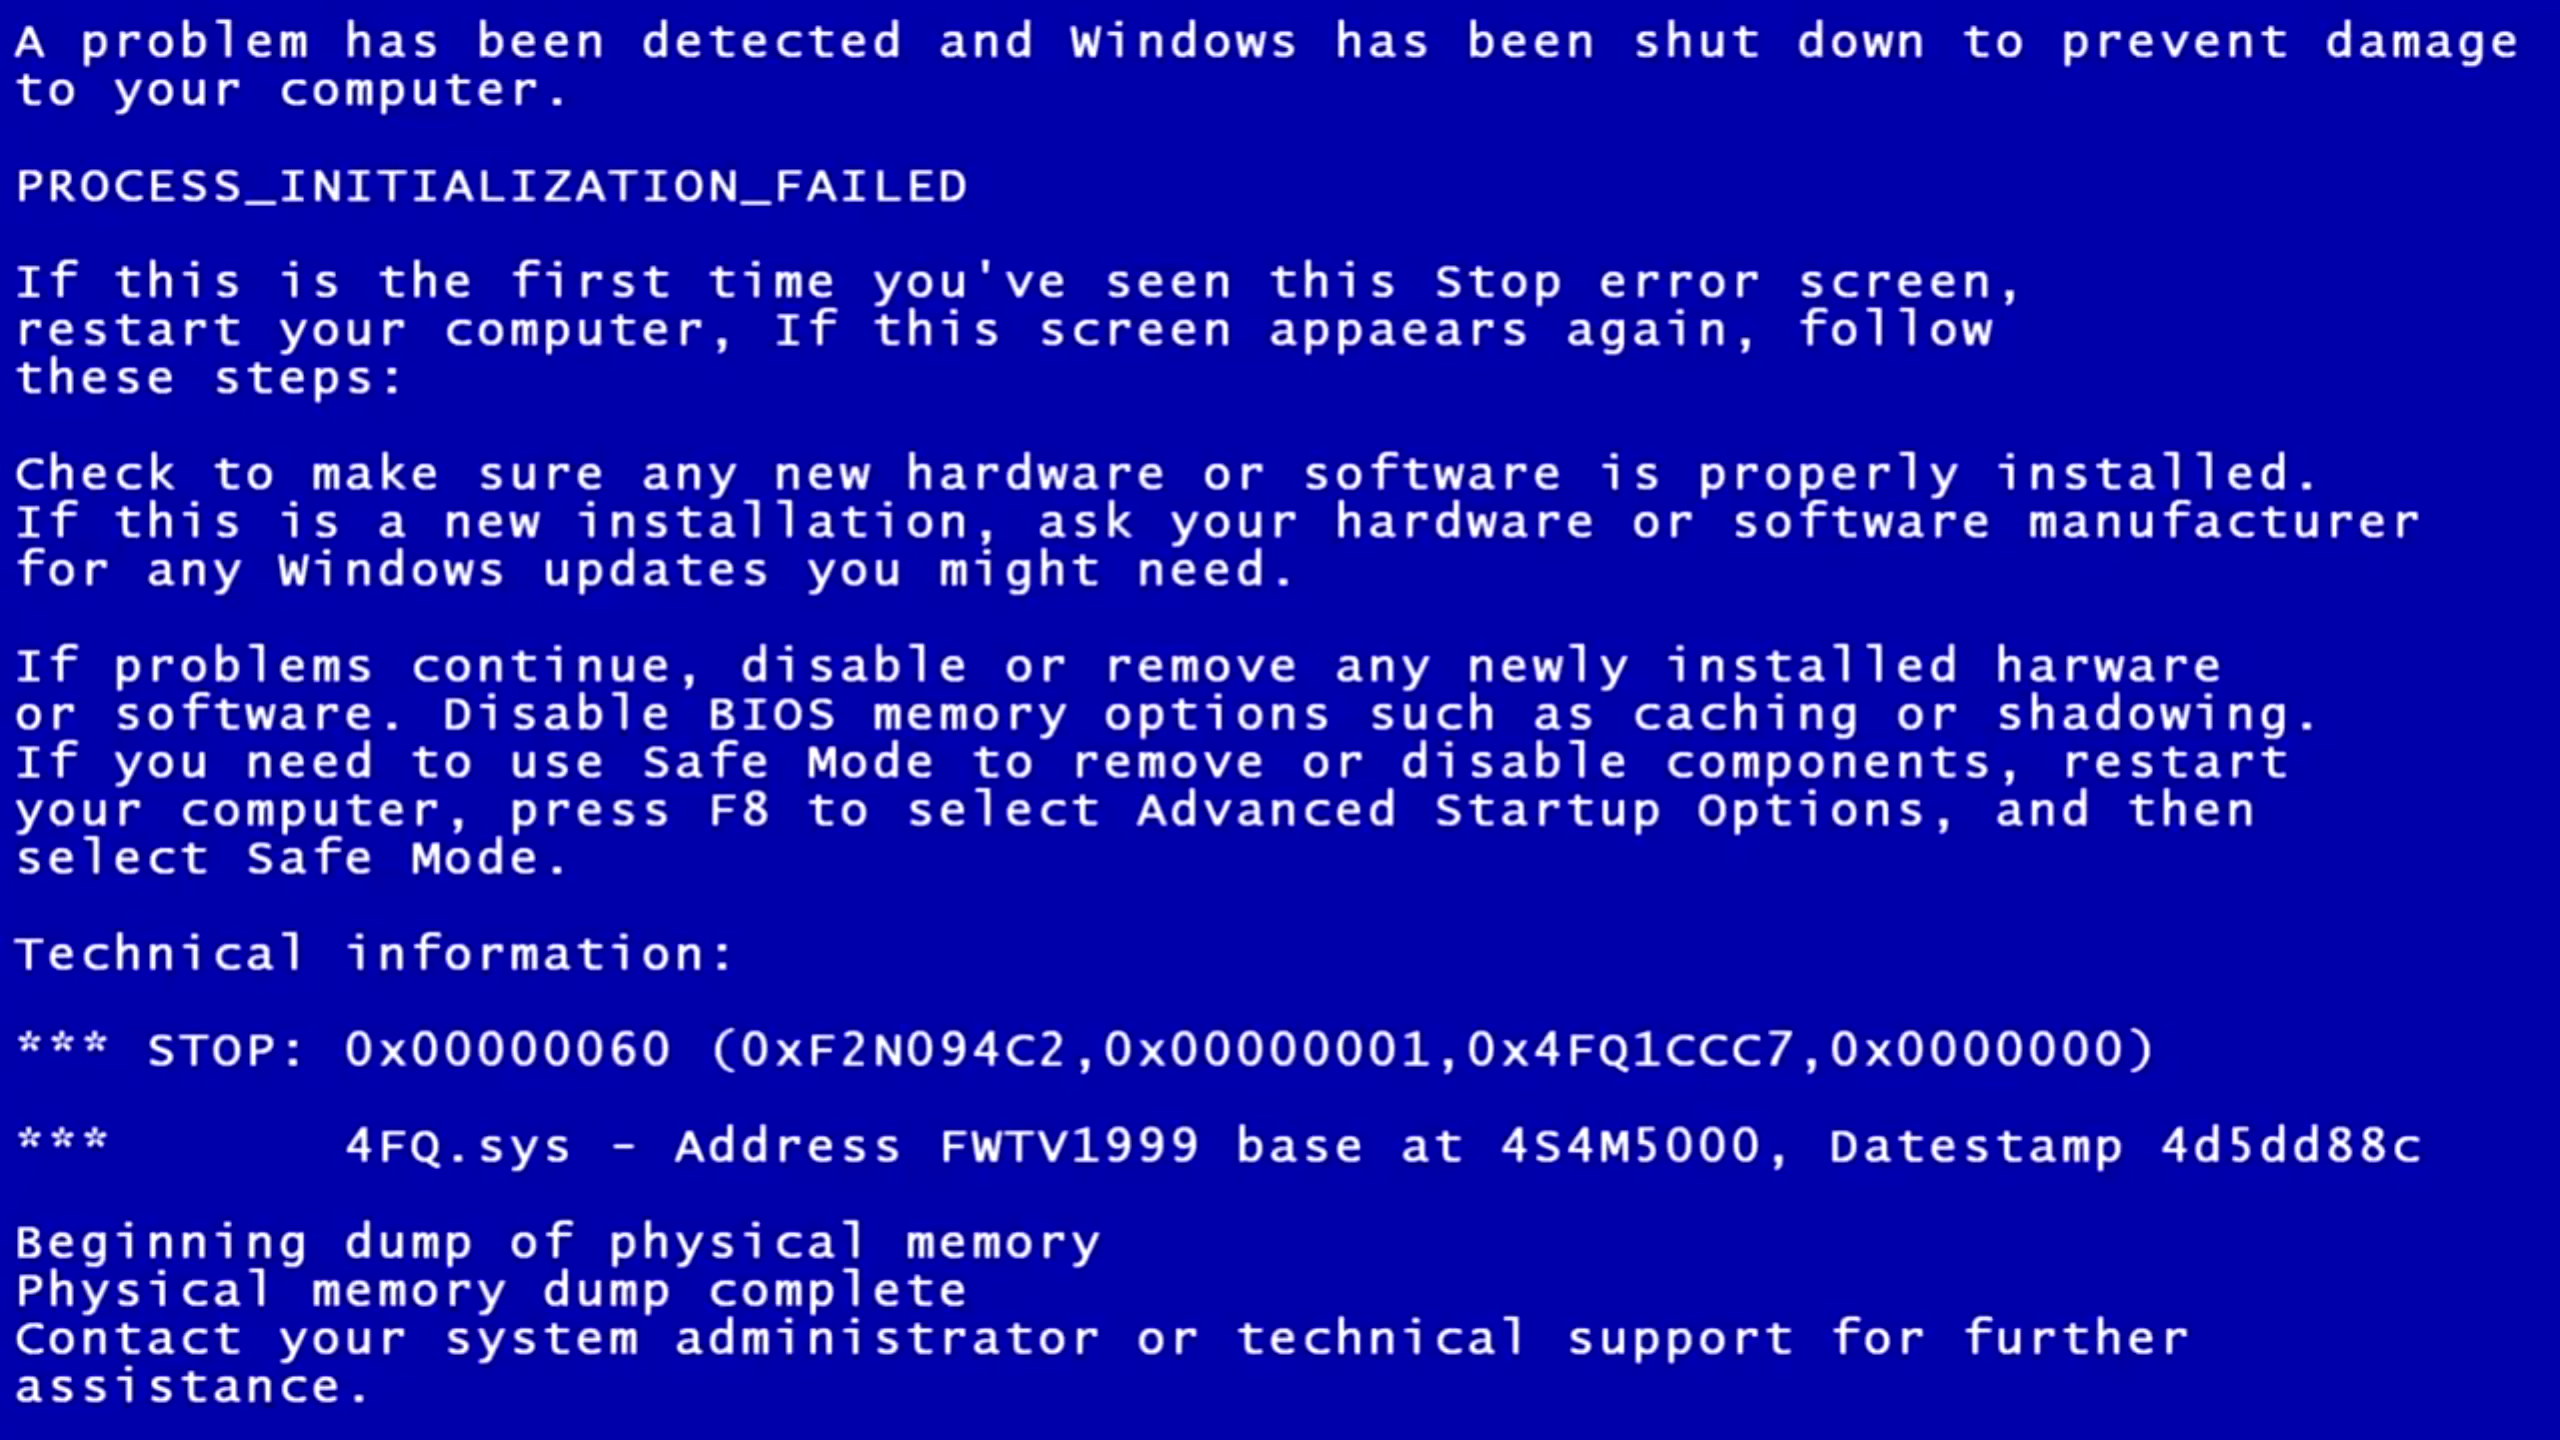 A problem has been detected and Windows has been shut down to prevent damage
to your computer.
PROCESS_INITIALIZATION_FAILED
If this is the first time you've seen this Stop error screen,
restart your computer, If this screen appaears again, follow
these steps:
Check to make sure any new hardware or software is properly installed.
If this is a new installation, ask your hardware or software manufacturer
for any Windows updates you might need.
If problems continue, disable or remove any newly installed harware
or software. Disable BIOS memory options such as caching or shadowing.
If you need to use Safe Mode to remove or disable components, restart
your computer, press F8 to select Advanced Startup Options, and then
select Safe Mode.
Technical information:
*** STOP: 0x00000060 (0xF2N094C2,0x00000001,0x4FQ1CCC7,0x0000000)
*** 4FQ.sys - Address FWTV1999 base at 4S4M5000, Datestamp 4d5dd88c
Beginning dump of physical memory
Physical memory dump complete
Contact your system administrator or technical support for further
assistance.